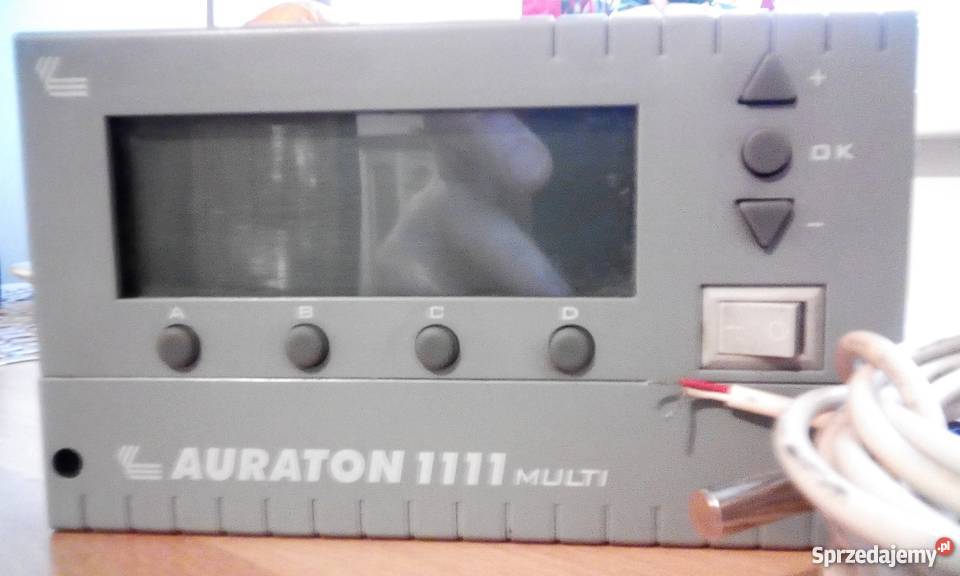 +
OK
-
A B C D
- O
AURATON 1111 MULTI
Sprzedajemy.pl